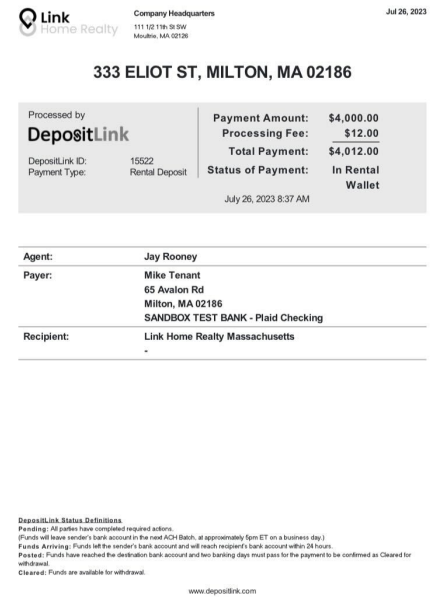 Link
Home Realty
Company Headquarters
111 1/2 11th St SW
Moultrie, MA 02126
Jul 26, 2023
333 ELIOT ST, MILTON, MA 02186
Processed by
DepositLink
DepositLink ID: 15522
Payment Type: Rental Deposit
Payment Amount: $4,000.00
Processing Fee: $12.00
Total Payment: $4,012.00
Status of Payment: In Rental
Wallet
July 26, 2023 8:37 AM
Agent: Jay Rooney
Payer: Mike Tenant
65 Avalon Rd
Milton, MA 02186
SANDBOX TEST BANK - Plaid Checking
Recipient: Link Home Realty Massachusetts
-
DepositLink Status Definitions
Pending: All parties have completed required actions.
(Funds will leave sender's bank account in the next ACH Batch, at approximately 5pm ET on a business day.)
Funds Arriving: Funds left the sender's bank account and will reach recipient's bank account within 24 hours.
Posted: Funds have reached the destination bank account and two banking days must pass for the payment to be confirmed as Cleared for
withdrawal.
Cleared: Funds are available for withdrawal.
www.depositlink.com